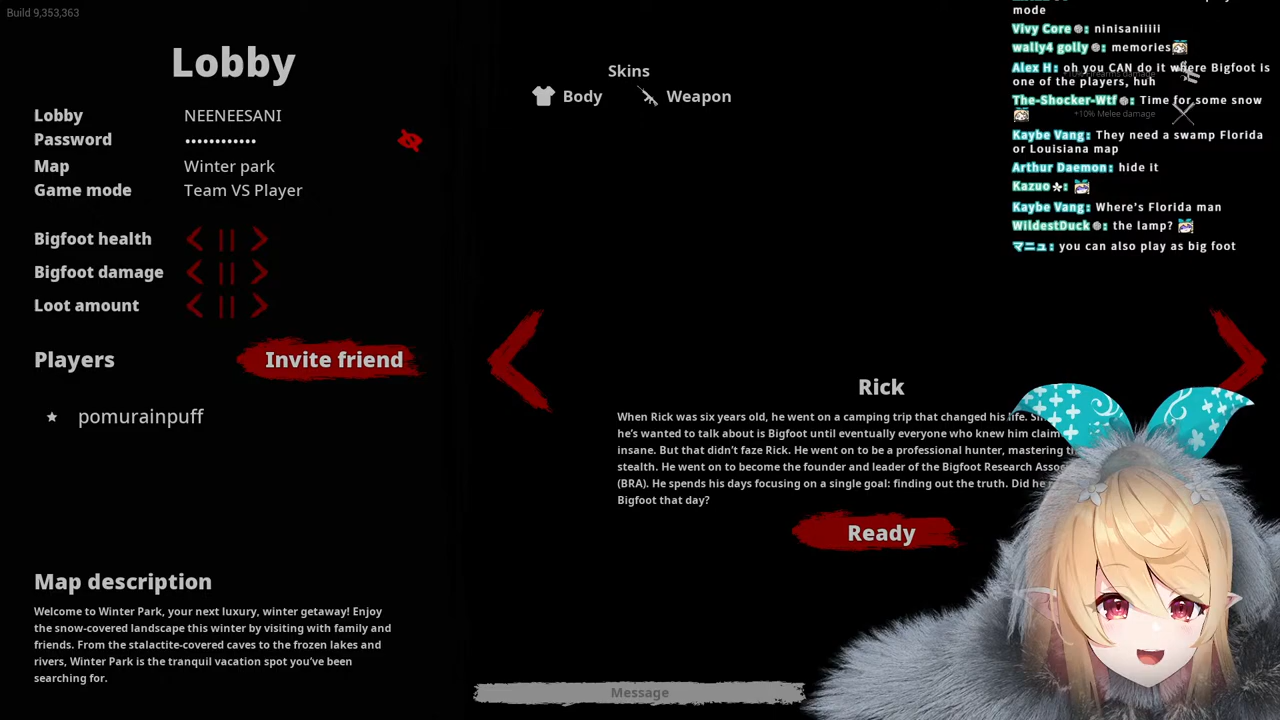 Build 9,353,363
Lobby
Lobby NEENEESANI
Password ••••••••••••
Map Winter park
Game mode Team VS Player
Bigfoot health
Bigfoot damage
Loot amount
Players
Invite friend
★ pomurainpuff
Map description
Welcome to Winter Park, your next luxury, winter getaway! Enjoy
the snow-covered landscape this winter by visiting with family and
friends. From the stalactite-covered caves to the frozen lakes and
rivers, Winter Park is the tranquil vacation spot you've been
searching for.
Skins
Body Weapon
Rick
When Rick was six years old, he went on a camping trip that changed his life.
he's wanted to talk about is Bigfoot until eventually everyone who knew him claim
insane. But that didn't faze Rick. He went on to be a professional hunter, mastering
stealth. He went on to become the founder and leader of the Bigfoot Research
(BRA). He spends his days focusing on a single goal: finding out the truth. Did he
Bigfoot that day?
Ready
Message
mode
Vivy Core: ninisaniiiii
wally4 golly: memories
Alex H: oh you CAN do it where Bigfoot is
one of the players, huh
The-Shocker-Wtf: Time for some snow
+10% Firearms damage
+10% Melee damage
Kaybe Vang: They need a swamp Florida
or Louisiana map
Arthur Daemon: hide it
Kazuo:
Kaybe Vang: Where's Florida man
WildestDuck: the lamp?
マニュ: you can also play as big foot